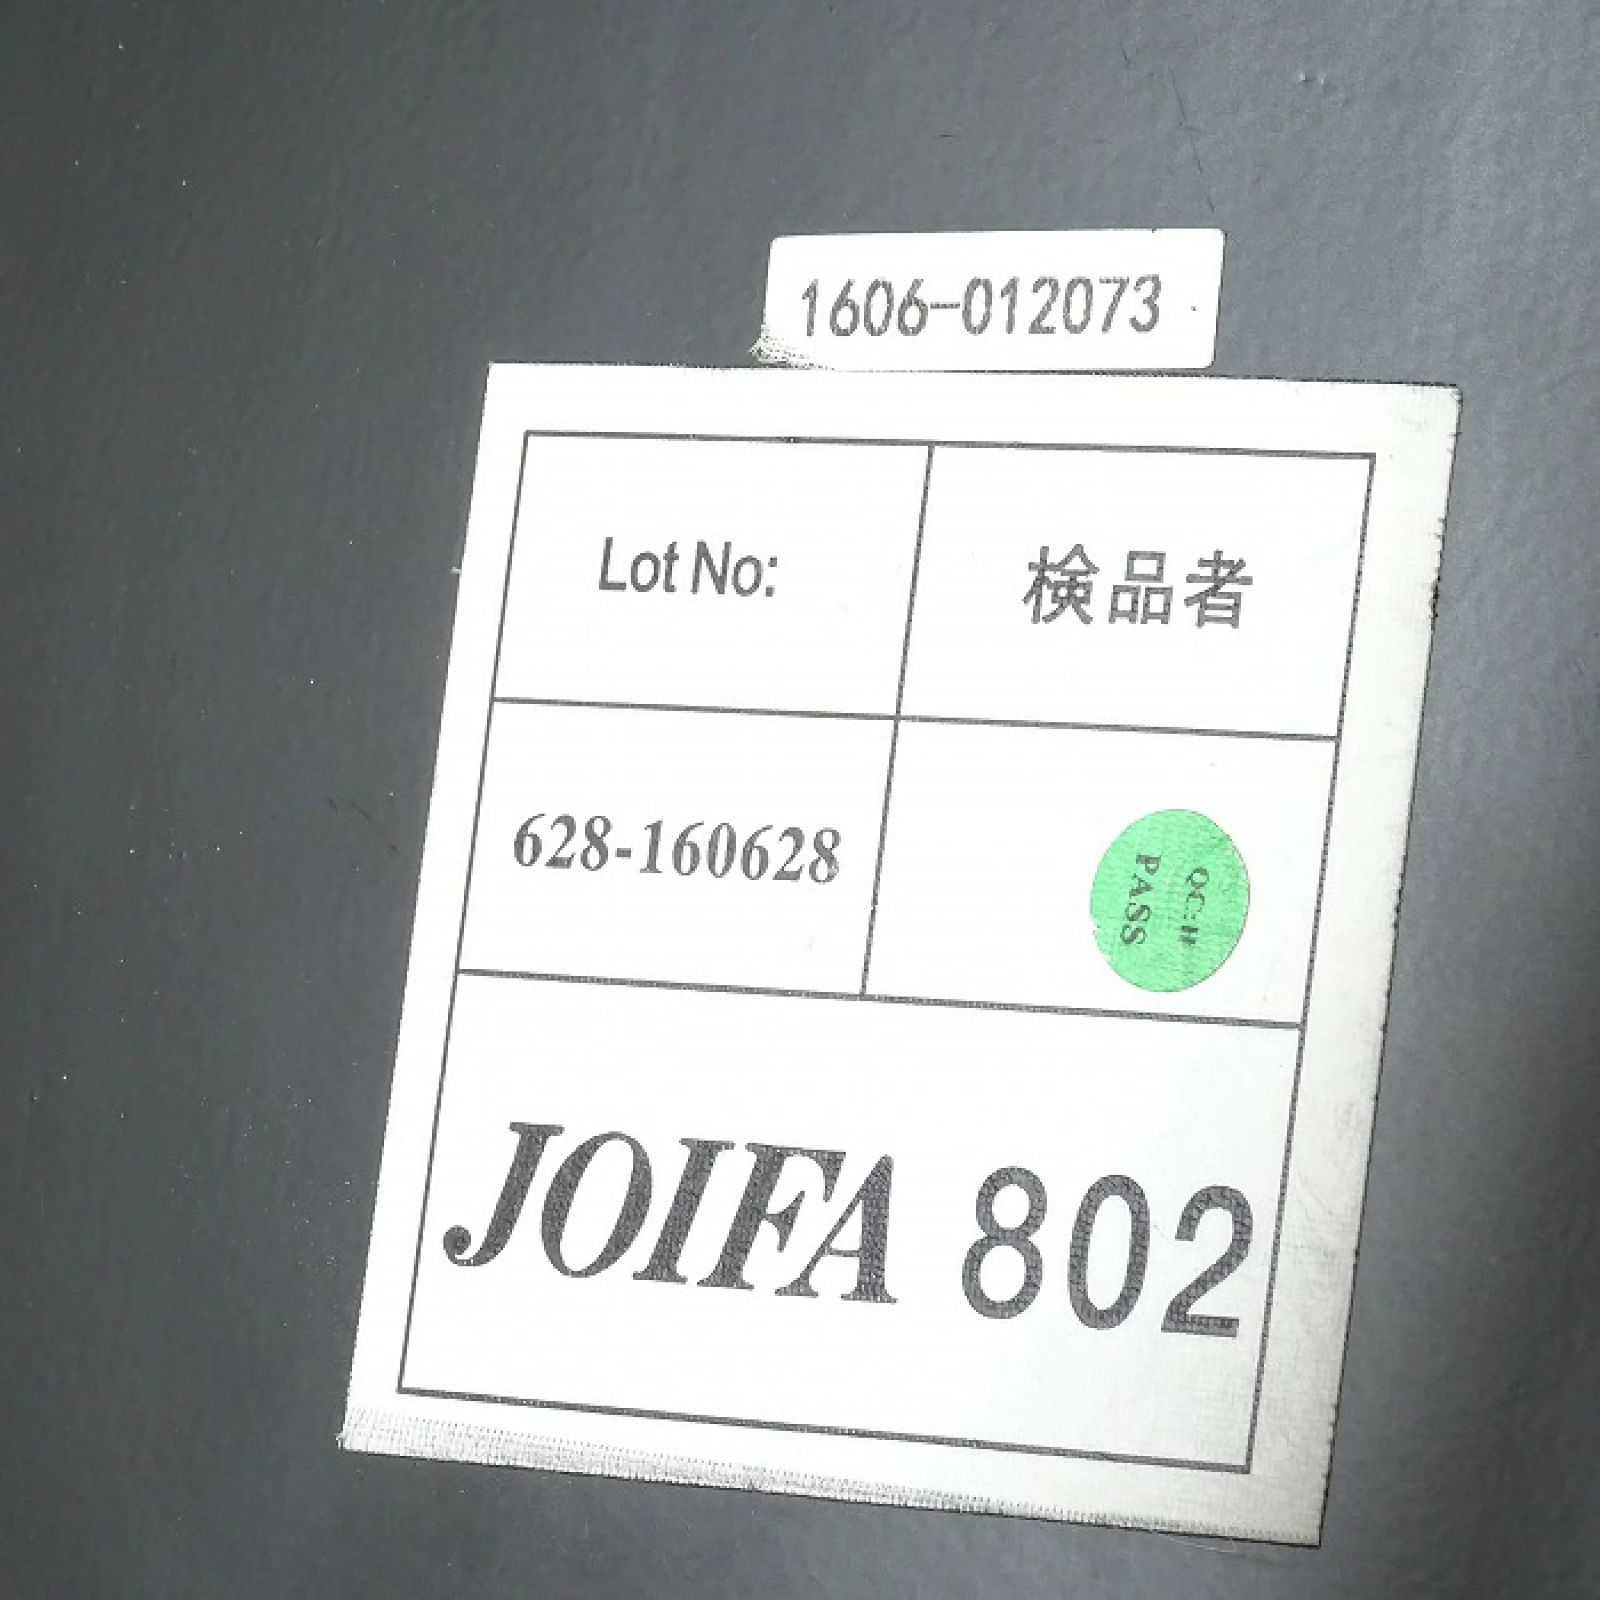 1606-012073
Lot No:
検品者
628-160628
QC:H
PASS
JOIFA 802